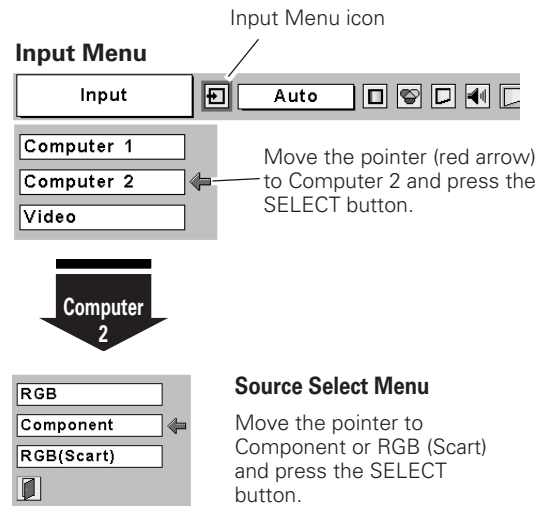 Input Menu icon
Input Menu
Input
Auto
Computer 1
Computer 2
Video
Move the pointer (red arrow)
to Computer 2 and press the
SELECT button.
Computer
2
RGB
Component
RGB(Scart)
Source Select Menu
Move the pointer to
Component or RGB (Scart)
and press the SELECT
button.